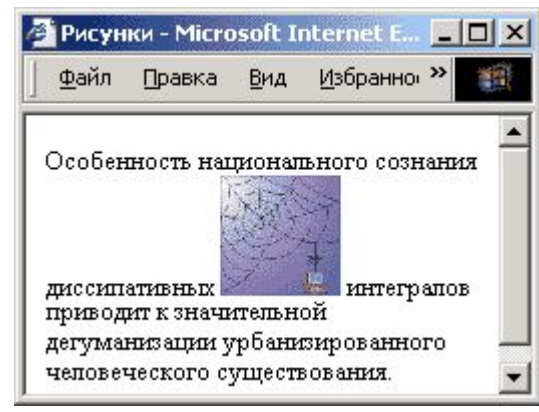 Рисунки - Microsoft Internet E...
Файл Правка Вид Избранно »
Особенность национального сознания
диссипативных интегралов
приводит к значительной
дегуманизации урбанизированного
человеческого существования.